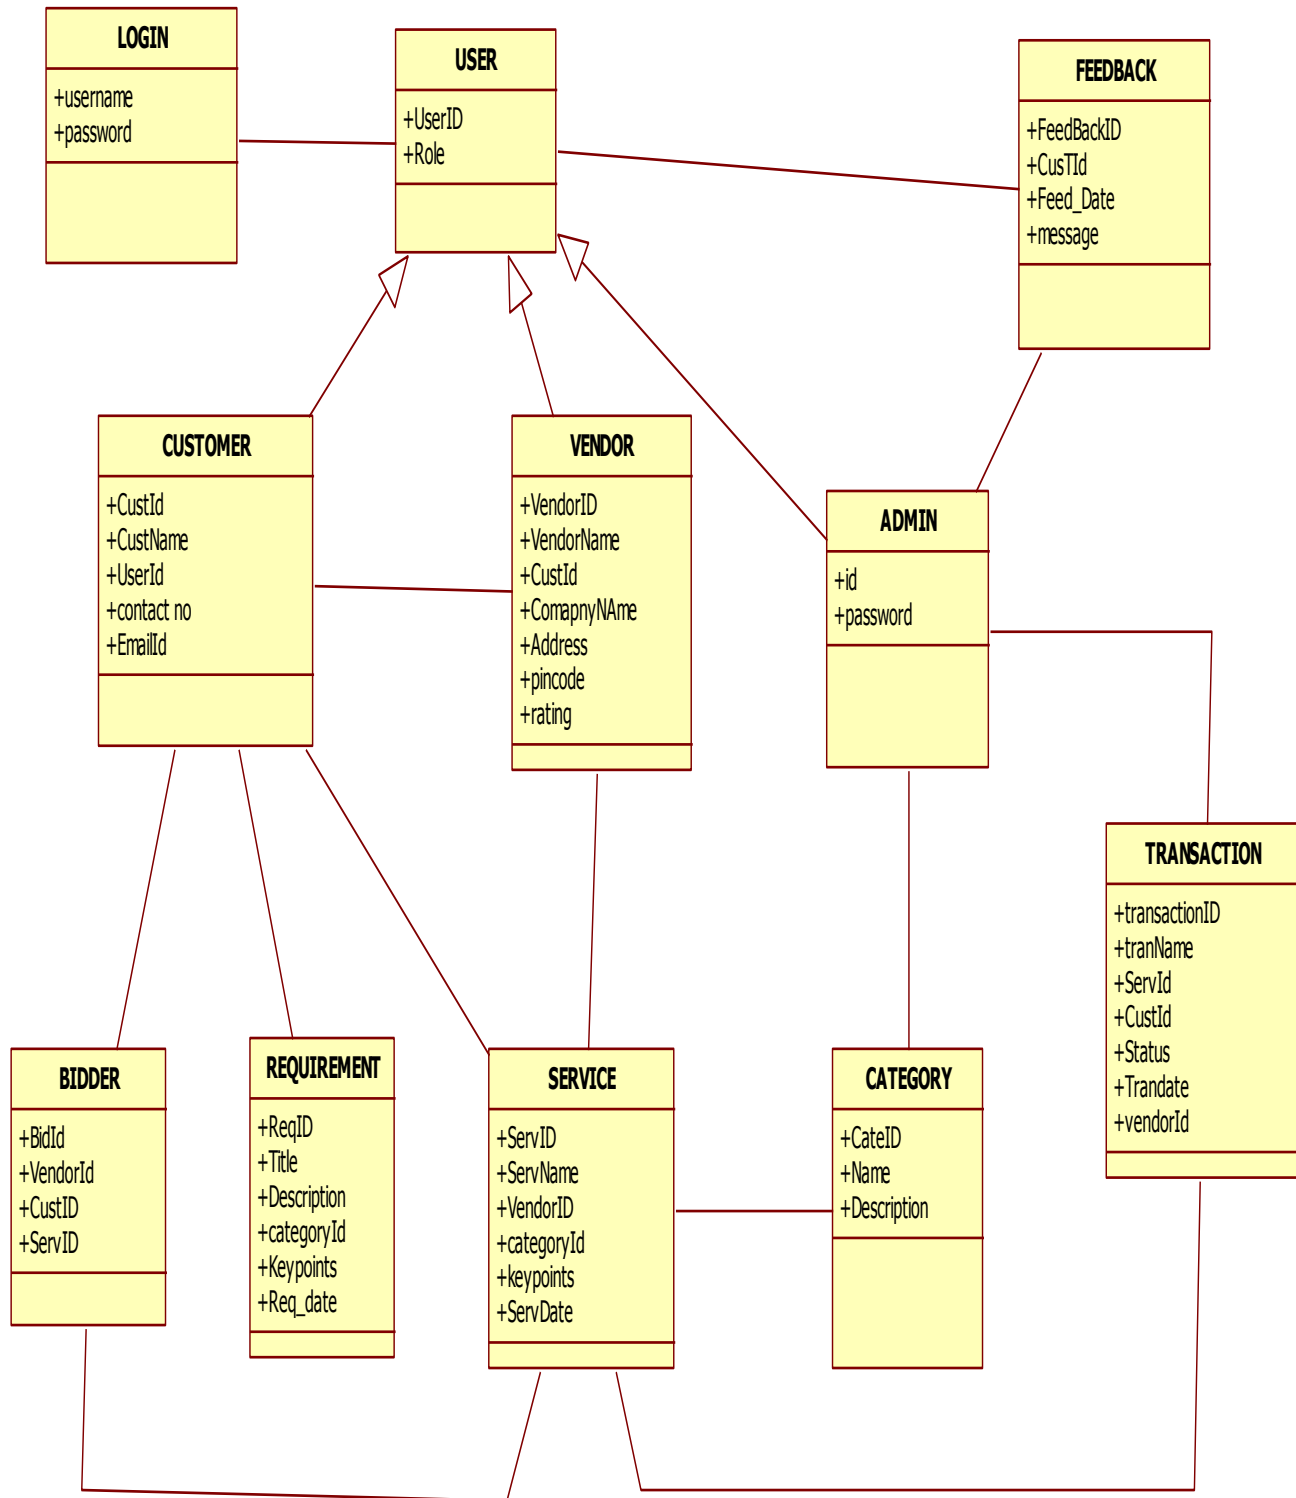 LOGIN
+username
+password
USER
+UserID
+Role
FEEDBACK
+FeedBackID
+CusTId
+Feed_Date
+message
CUSTOMER
+CustId
+CustName
+UserId
+contact no
+EmailId
VENDOR
+VendorID
+VendorName
+CustId
+ComapnyNAme
+Address
+pincode
+rating
ADMIN
+id
+password
TRANSACTION
+transactionID
+tranName
+ServId
+CustId
+Status
+Trandate
+vendorId
BIDDER
+BidId
+VendorId
+CustID
+ServID
REQUIREMENT
+ReqID
+Title
+Description
+categoryId
+Keypoints
+Req_date
SERVICE
+ServID
+ServName
+VendorID
+categoryId
+keypoints
+ServDate
CATEGORY
+CateID
+Name
+Description